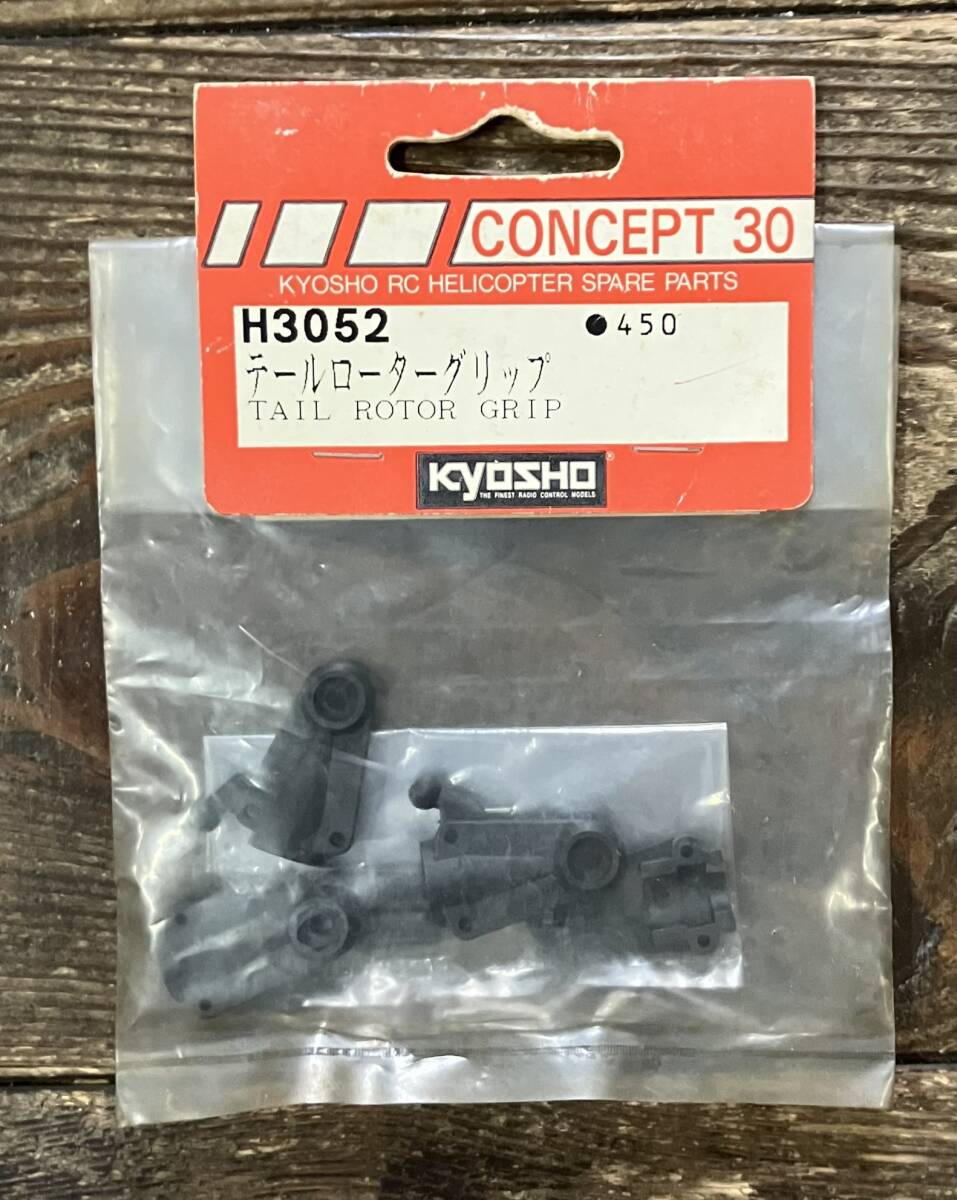 CONCEPT 30
KYOSHO RC HELICOPTER SPARE PARTS
H3052 ●450
テールローターグリップ
TAIL ROTOR GRIP
KYOSHO®
THE FINEST RADIO CONTROL MODELS